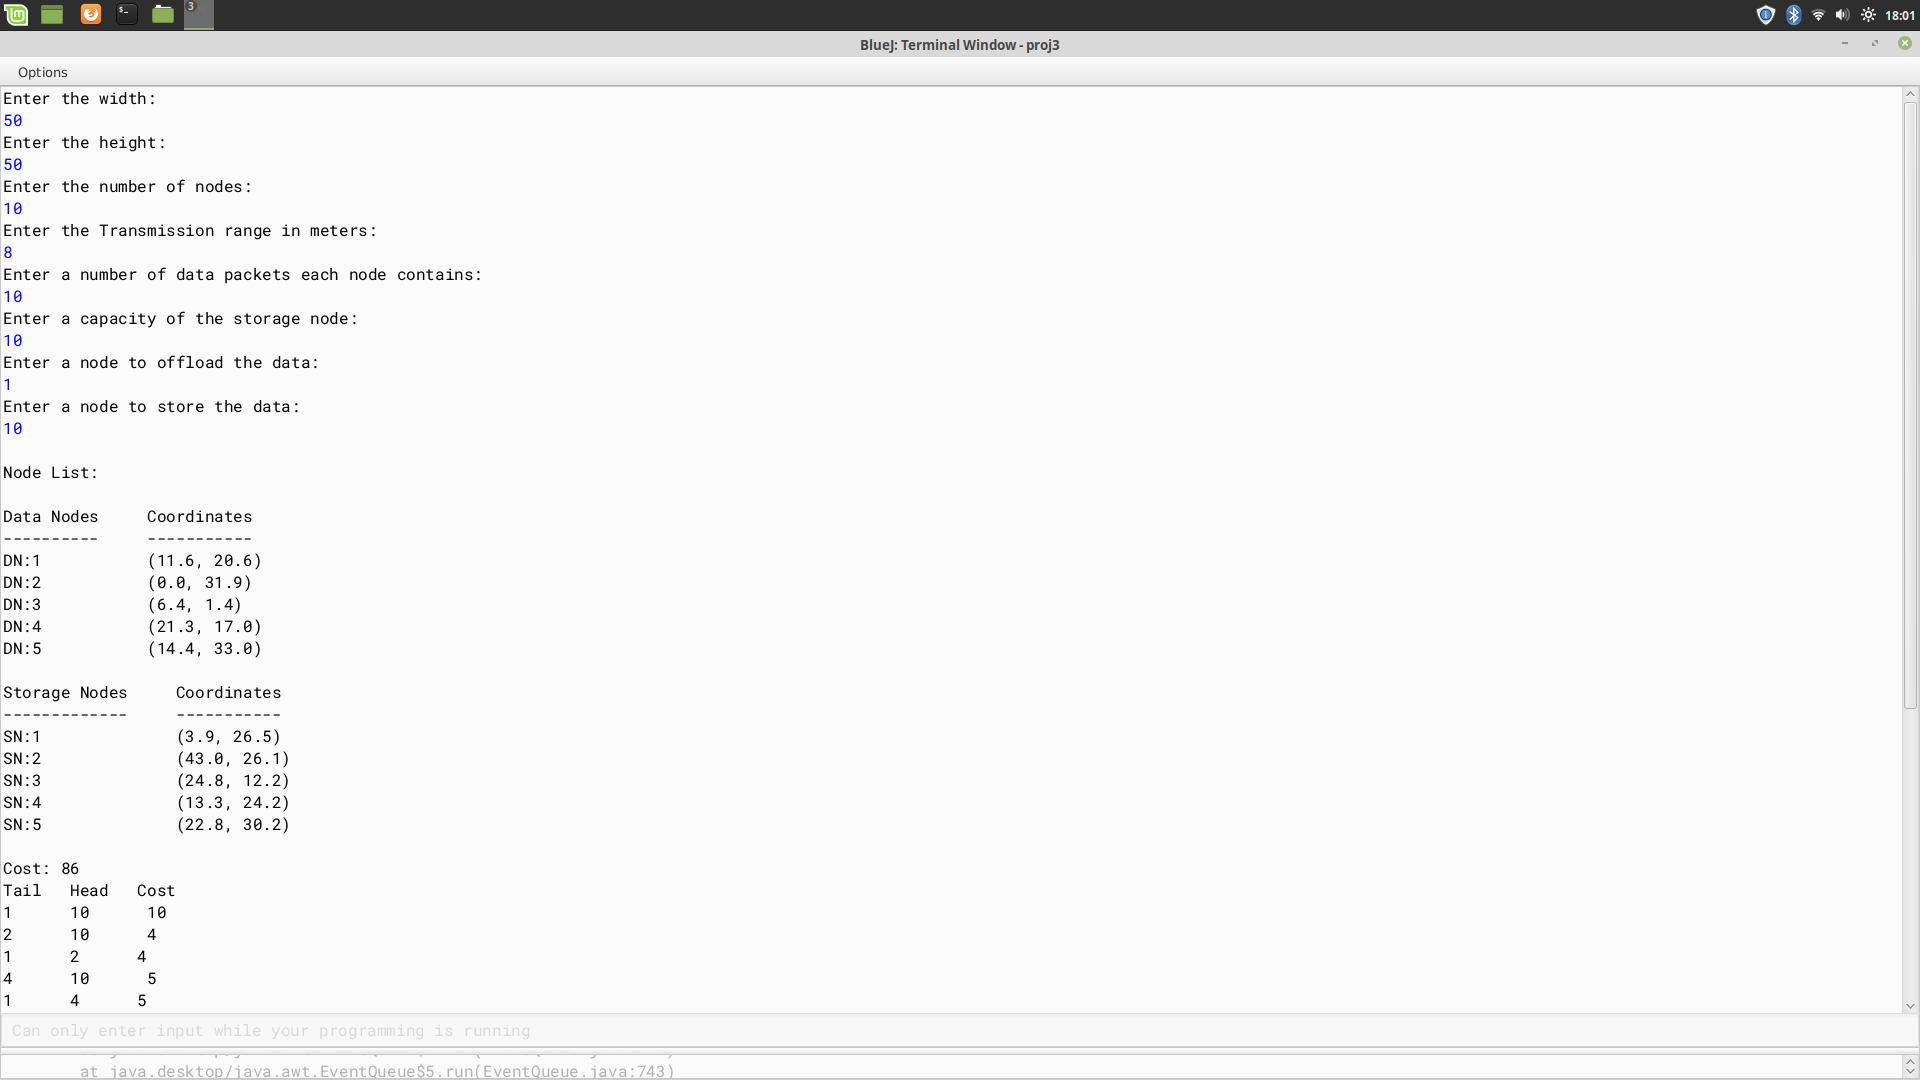 3
18:01
BlueJ: Terminal Window - proj3
Options
Enter the width:
50
Enter the height:
50
Enter the number of nodes:
10
Enter the Transmission range in meters:
8
Enter a number of data packets each node contains:
10
Enter a capacity of the storage node:
10
Enter a node to offload the data:
1
Enter a node to store the data:
10
Node List:
Data Nodes     Coordinates
----------     -----------
DN:1           (11.6, 20.6)
DN:2           (0.0, 31.9)
DN:3           (6.4, 1.4)
DN:4           (21.3, 17.0)
DN:5           (14.4, 33.0)
Storage Nodes     Coordinates
-------------     -----------
SN:1              (3.9, 26.5)
SN:2              (43.0, 26.1)
SN:3              (24.8, 12.2)
SN:4              (13.3, 24.2)
SN:5              (22.8, 30.2)
Cost: 86
Tail   Head   Cost
1      10      10
2      10      4
1      2      4
4      10      5
1      4      5
Can only enter input while your programming is running
at java.desktop/java.awt.EventQueue$5.run(EventQueue.java:743)